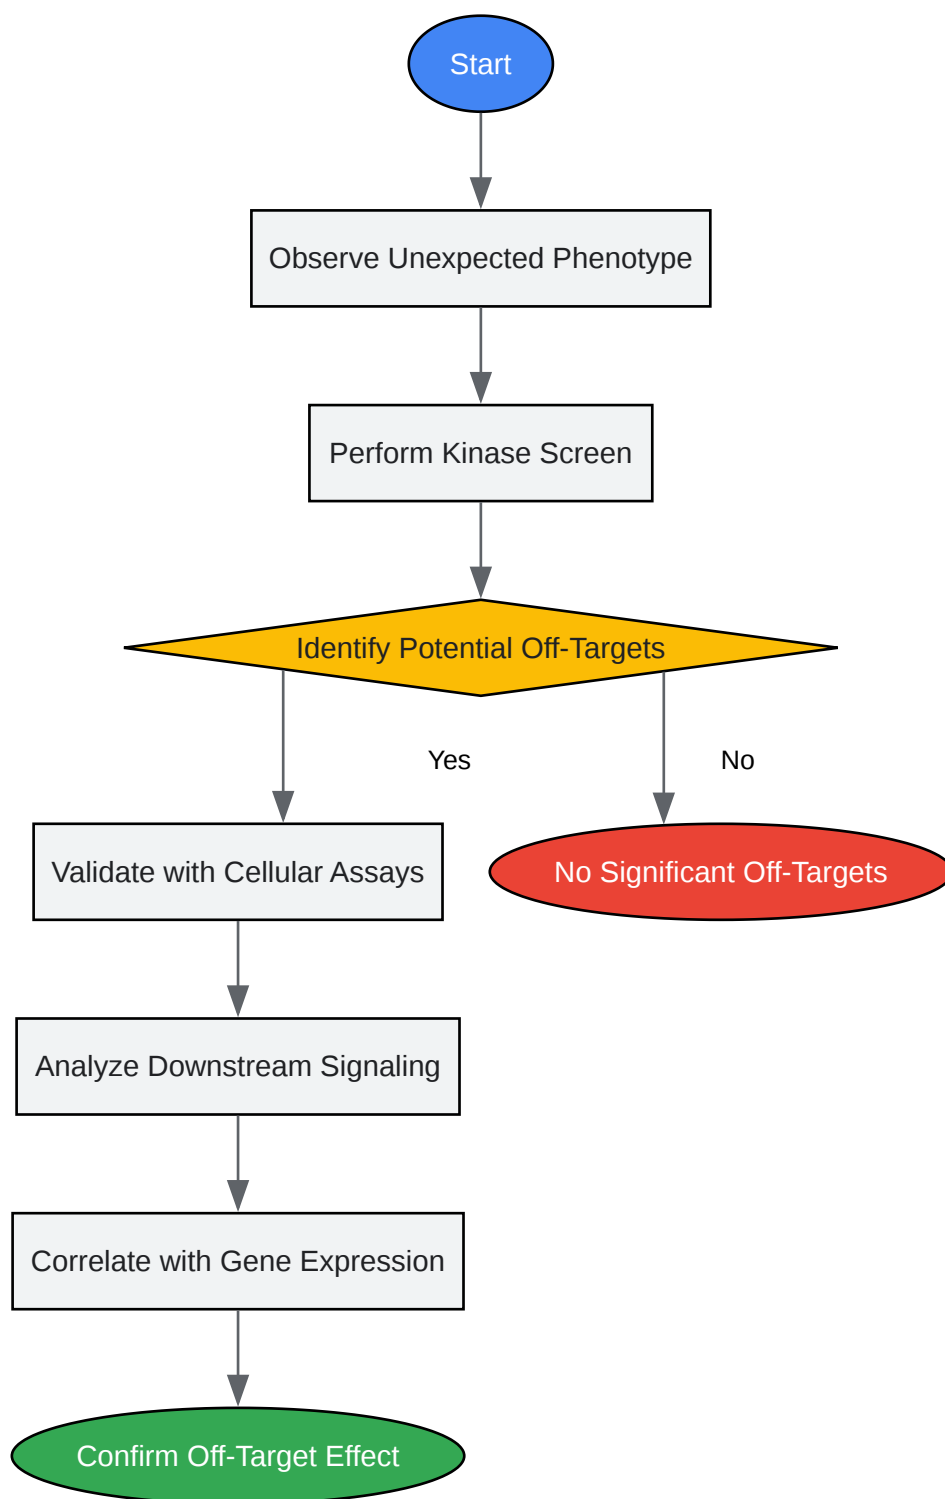 Start
Observe Unexpected Phenotype
Perform Kinase Screen
Identify Potential Off-Targets
Yes
No
Validate with Cellular Assays
No Significant Off-Targets
Analyze Downstream Signaling
Correlate with Gene Expression
Confirm Off-Target Effect